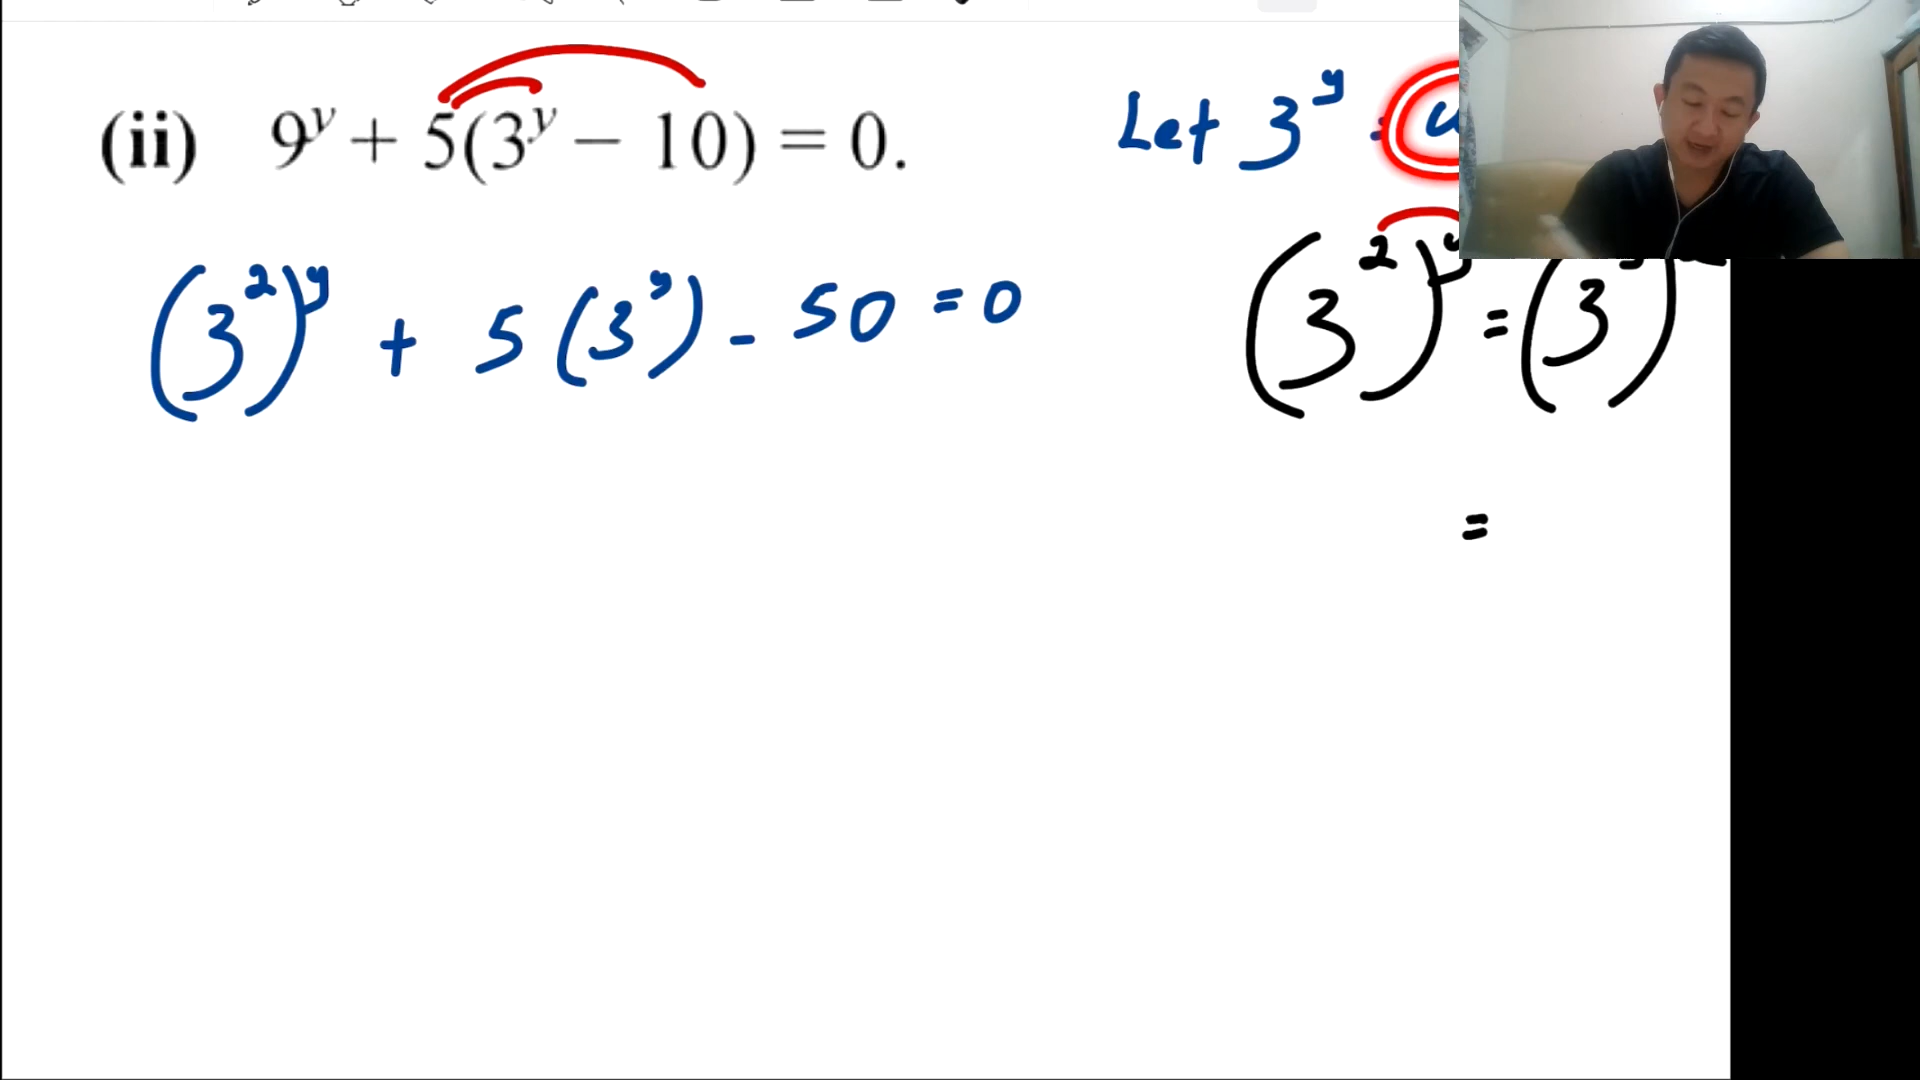 (ii) 9^y + 5(3^y − 10) = 0.
Let 3^y = u
(3^2)^y + 5(3^y) - 50 = 0
(3^2)^y = (3^y)
=